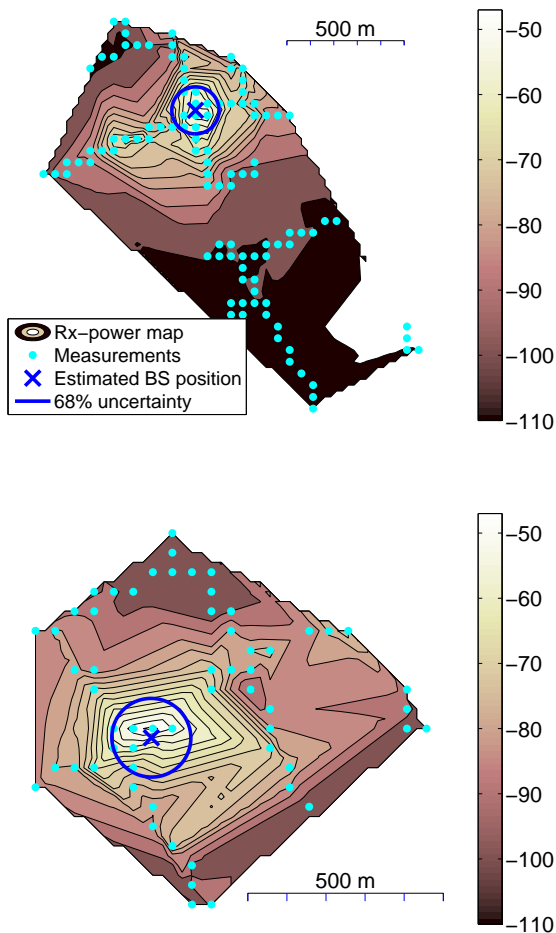 500 m
−50
−60
−70
−80
−90
−100
−110
Rx−power map
Measurements
Estimated BS position
68% uncertainty
−50
−60
−70
−80
−90
−100
−110
500 m